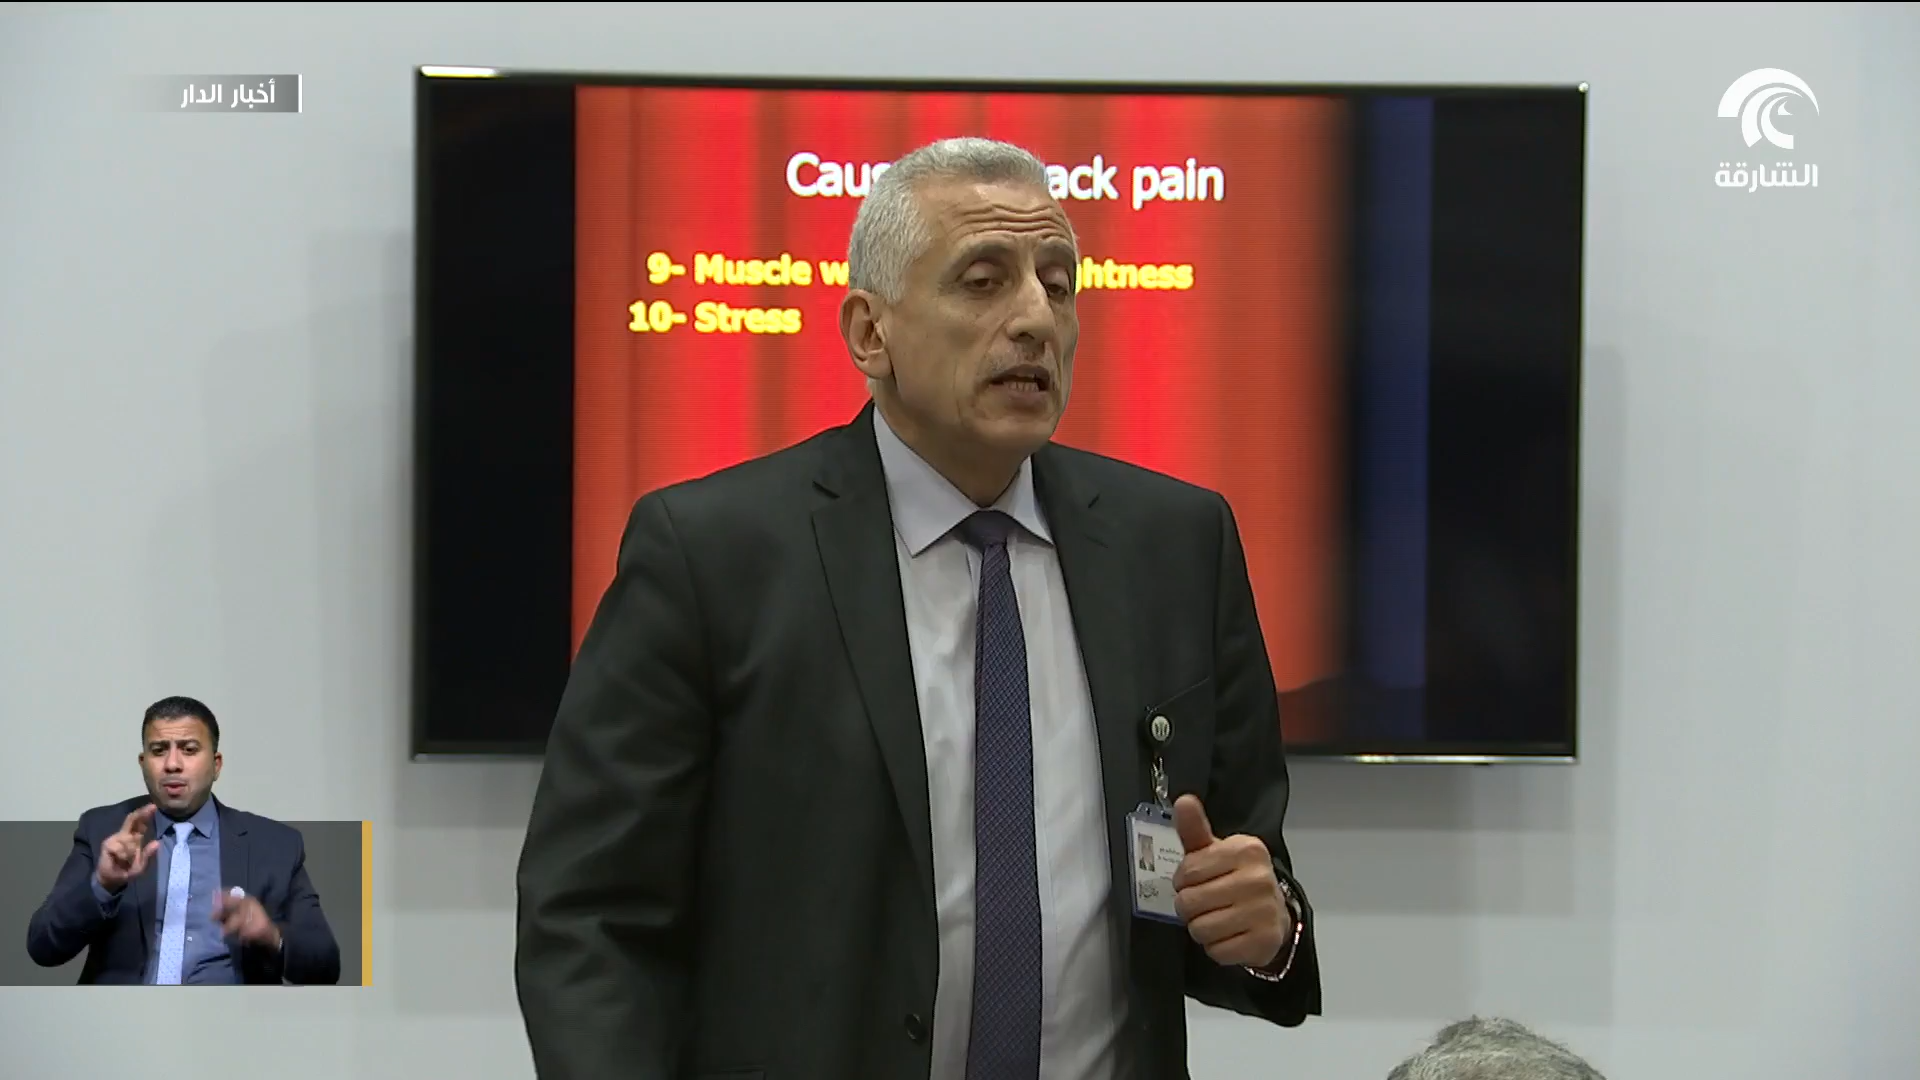 أخبار الدار
الشارقة
Caus ack pain
9- Muscle w ghtness
10- Stress